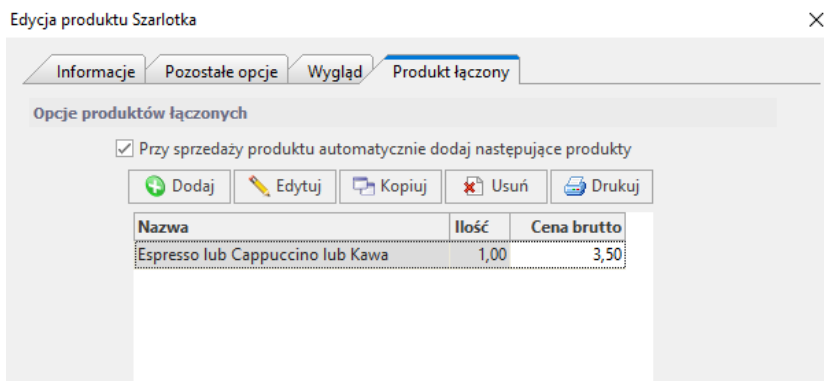 Edycja produktu Szarlotka
Informacje Pozostałe opcje Wygląd Produkt łączony
Opcje produktów łączonych
Przy sprzedaży produktu automatycznie dodaj następujące produkty
Dodaj Edytuj Kopiuj Usuń Drukuj
Nazwa Ilość Cena brutto
Espresso lub Cappuccino lub Kawa 1,00 3,50